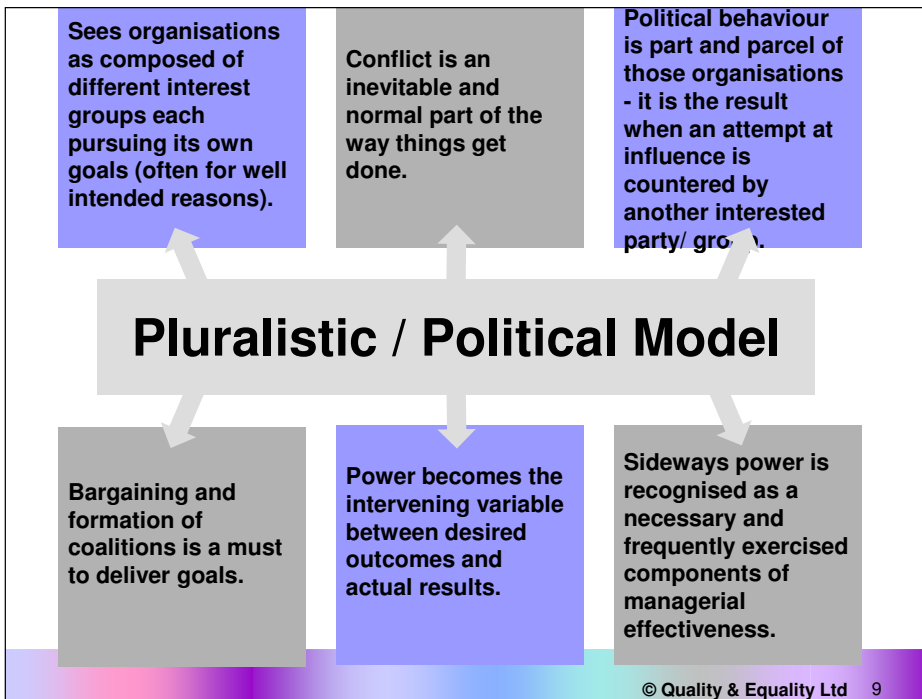 Sees organisations
as composed of
different interest
groups each
pursuing its own
goals (often for well
intended reasons).
Conflict is an
inevitable and
normal part of the
way things get
done.
Political behaviour
is part and parcel of
those organisations
- it is the result
when an attempt at
influence is
countered by
another interested
party/ group.
Pluralistic / Political Model
Bargaining and
formation of
coalitions is a must
to deliver goals.
Power becomes the
intervening variable
between desired
outcomes and
actual results.
Sideways power is
recognised as a
necessary and
frequently exercised
components of
managerial
effectiveness.
© Quality & Equality Ltd 9